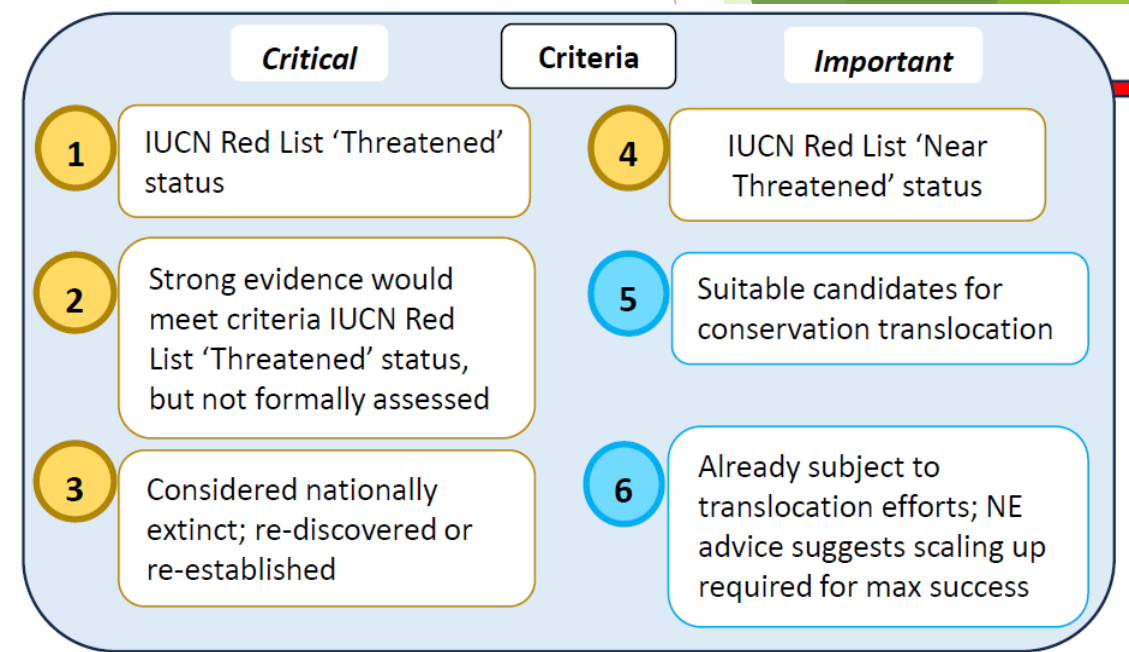 Critical
Criteria
Important
1
IUCN Red List ‘Threatened’
status
2
Strong evidence would
meet criteria IUCN Red
List ‘Threatened’ status,
but not formally assessed
3
Considered nationally
extinct; re-discovered or
re-established
4
IUCN Red List ‘Near
Threatened’ status
5
Suitable candidates for
conservation translocation
6
Already subject to
translocation efforts; NE
advice suggests scaling up
required for max success